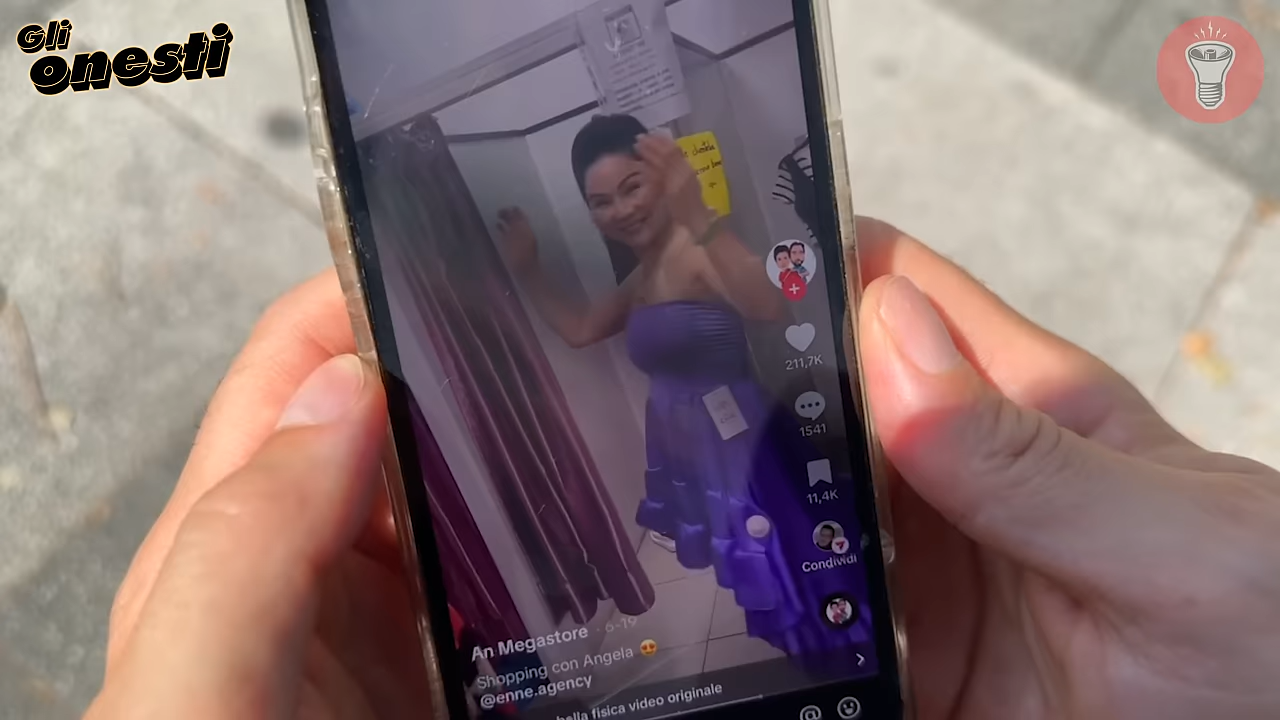 Gli
onesti
211,7K
1541
11,4K
Condividi
An Megastore · 6-19
Shopping con Angela 😍
@enne.agency
bella fisica video originale